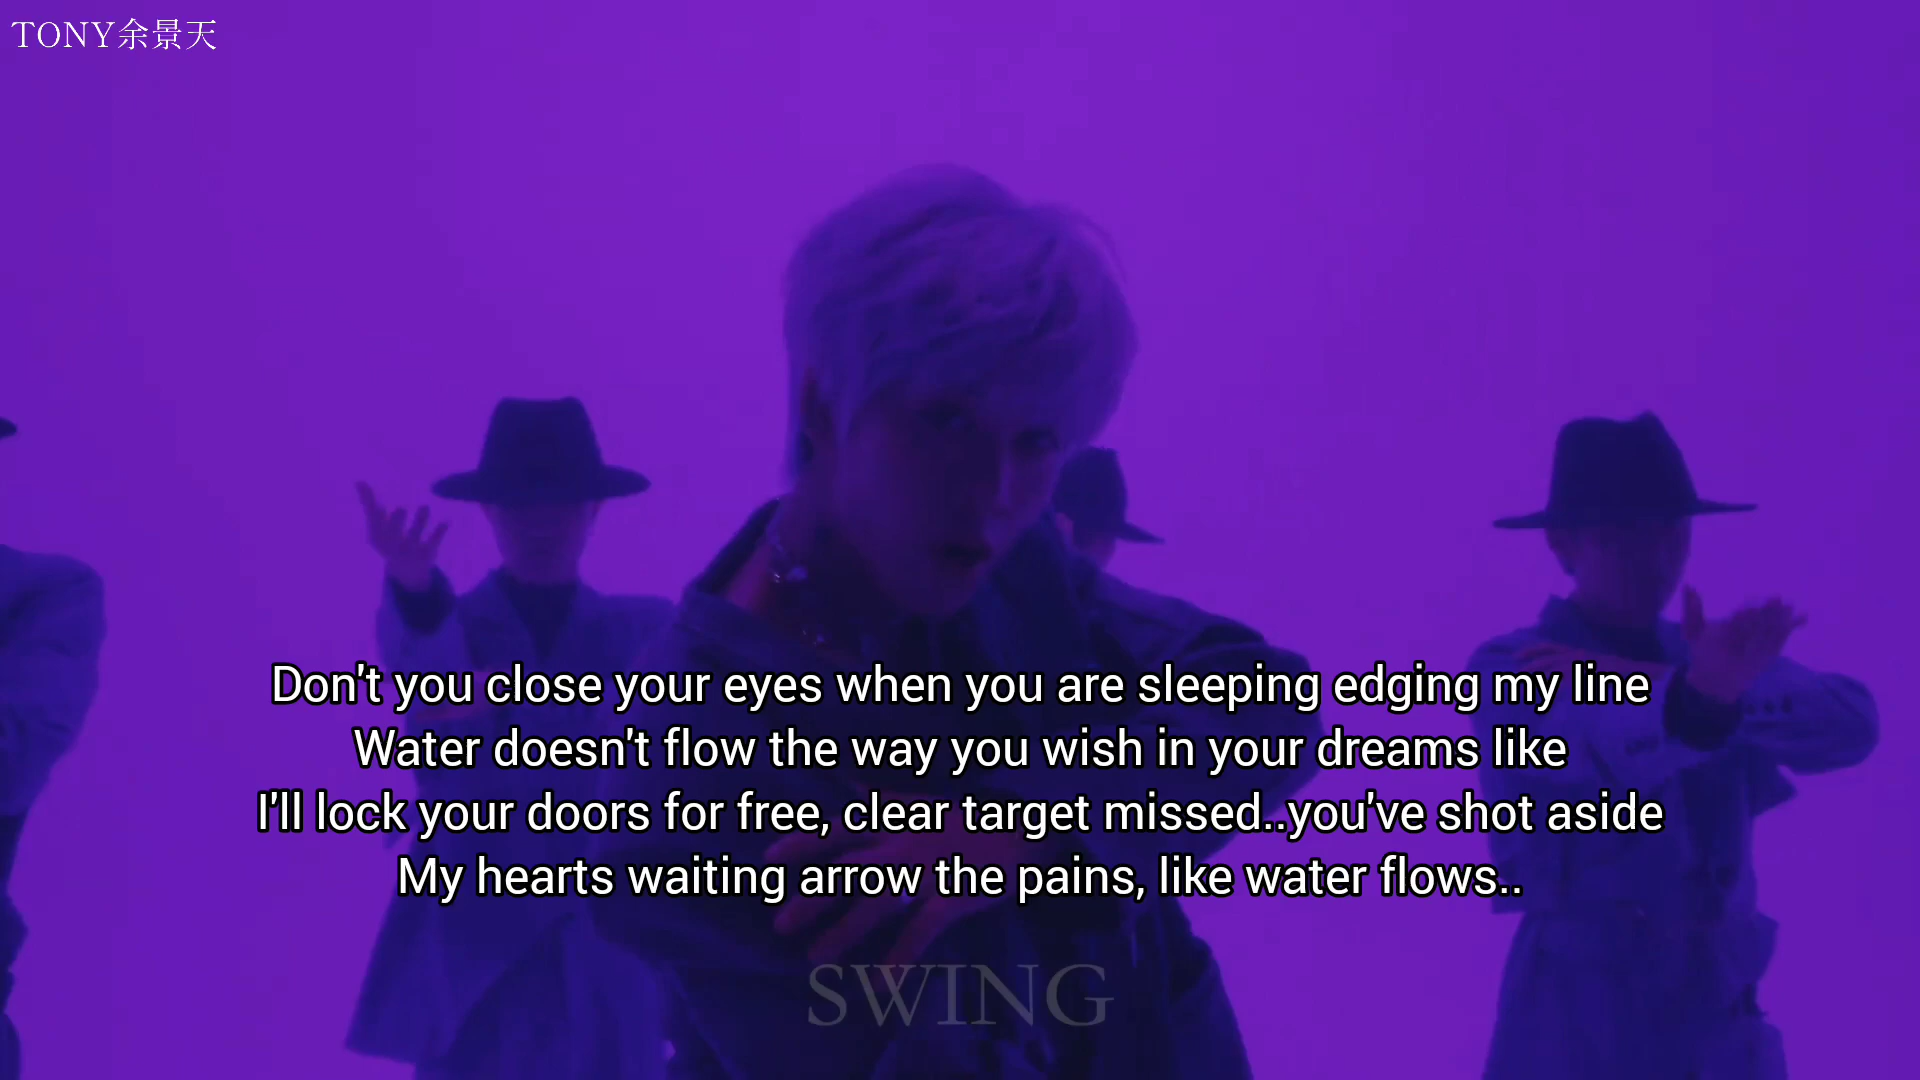 TONY余景天
Don't you close your eyes when you are sleeping edging my line
Water doesn't flow the way you wish in your dreams like
I'll lock your doors for free, clear target missed..you've shot aside
My hearts waiting arrow the pains, like water flows..
SWING